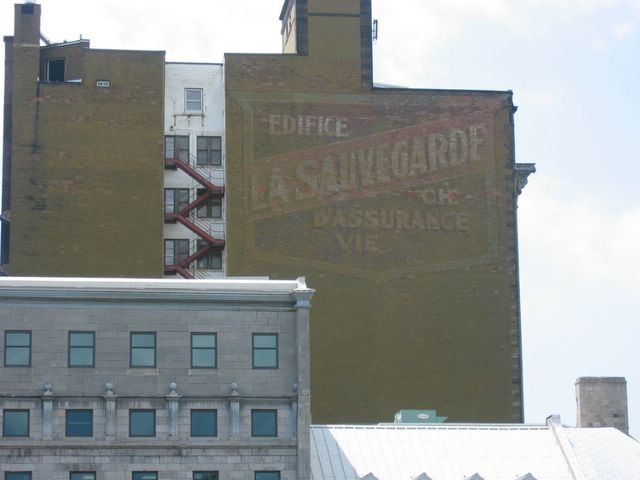 EDIFICE
LA SAUVEGARDE
CIE
D'ASSURANCE
VIE